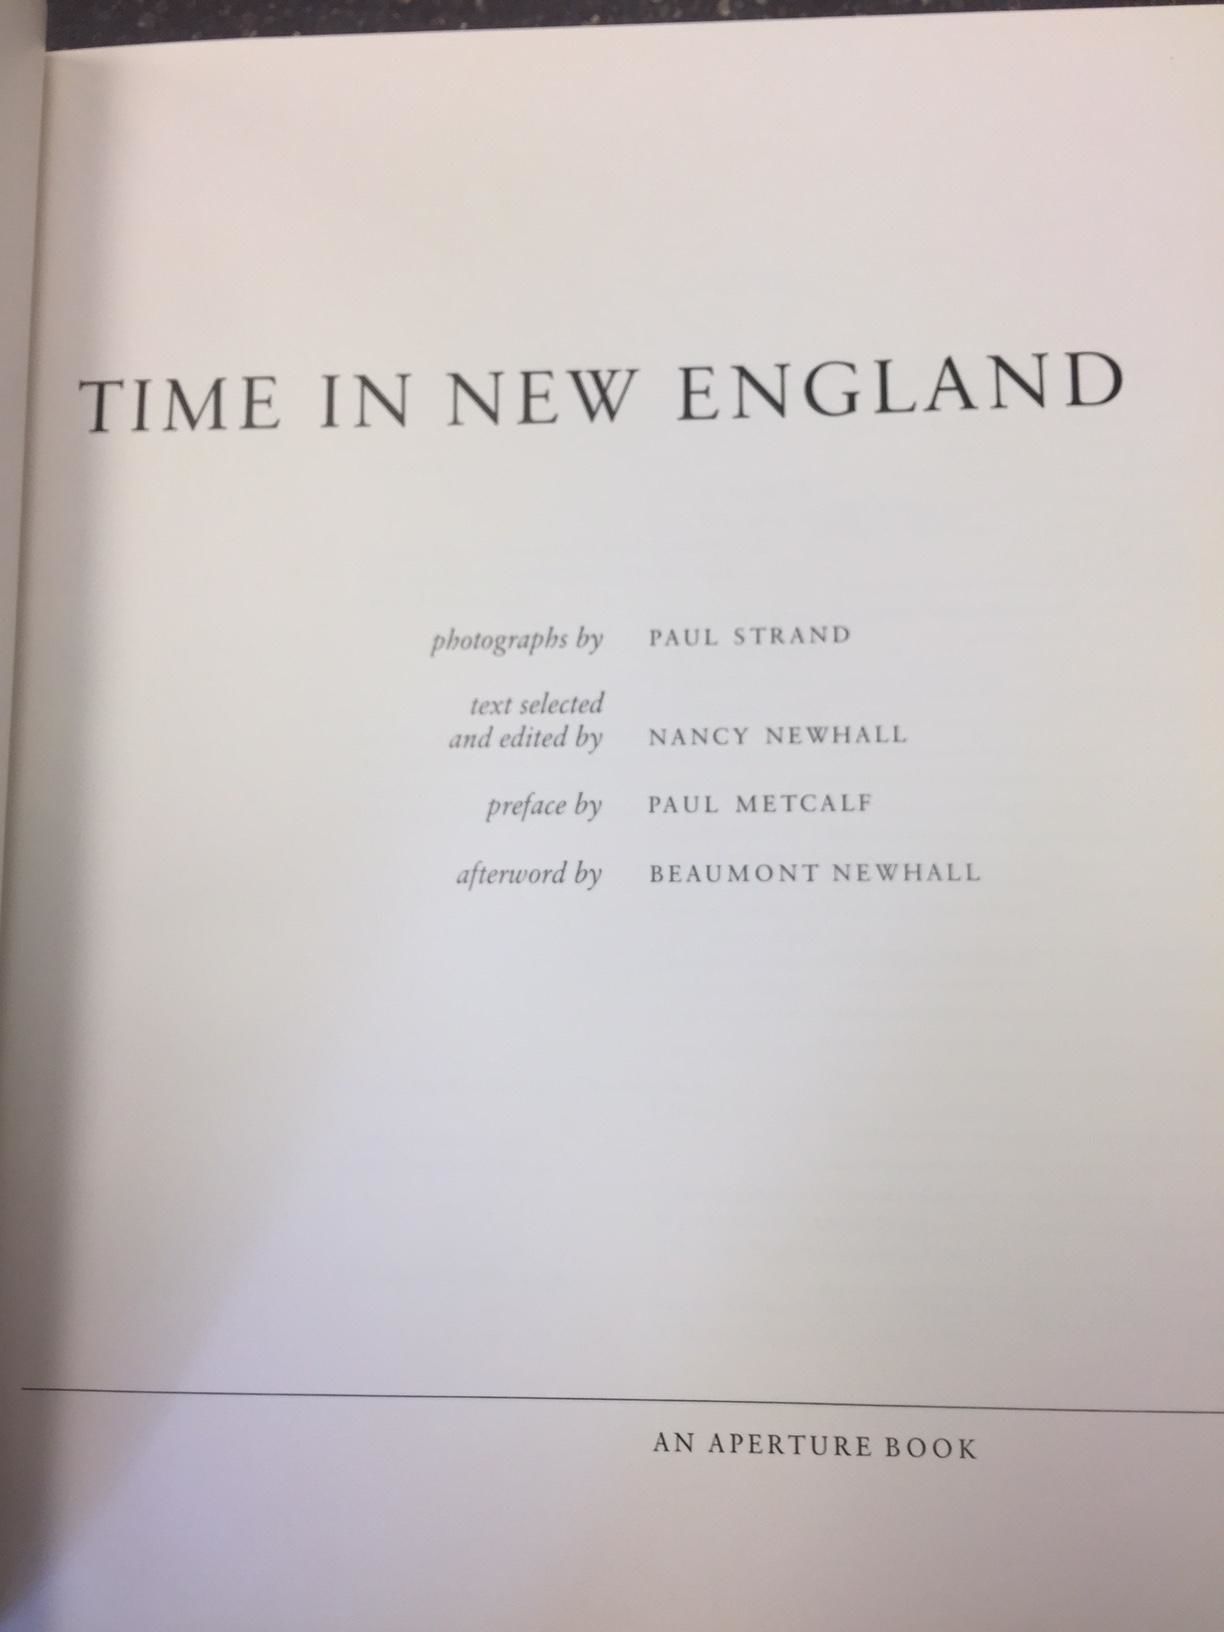 TIME IN NEW ENGLAND
photographs by PAUL STRAND
text selected
and edited by NANCY NEWHALL
preface by PAUL METCALF
afterword by BEAUMONT NEWHALL
AN APERTURE BOOK